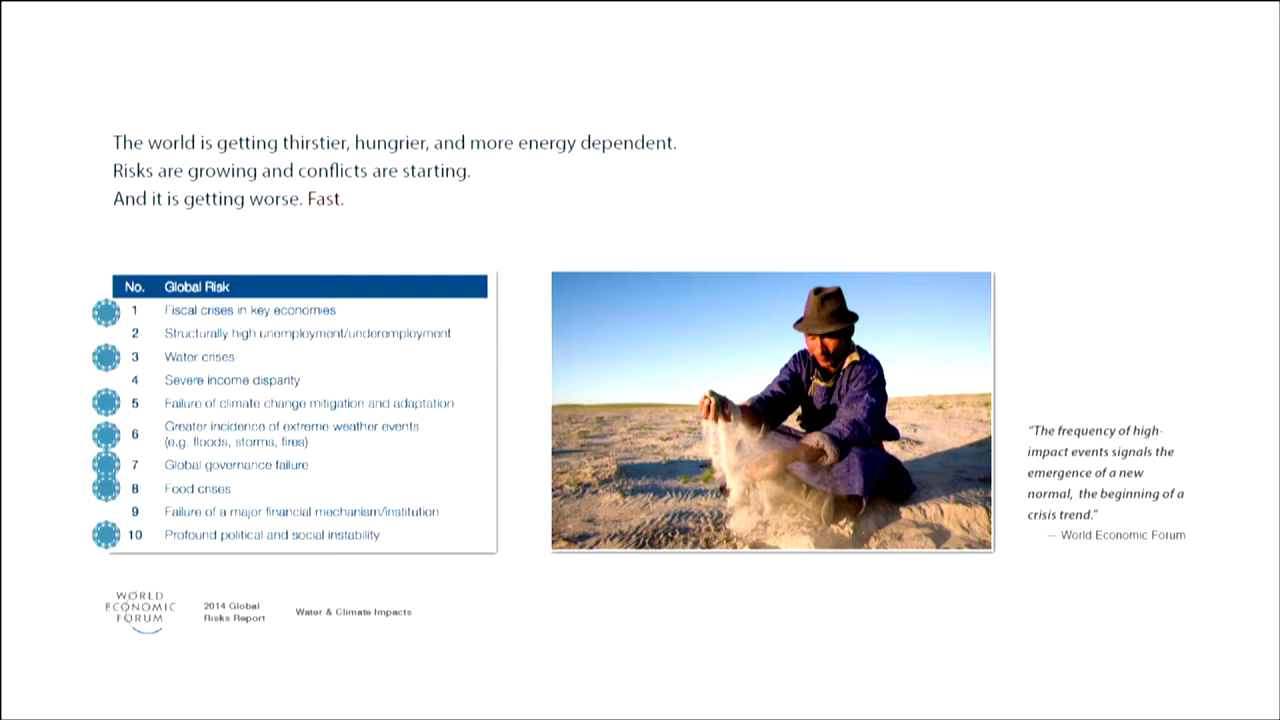 The world is getting thirstier, hungrier, and more energy dependent.
Risks are growing and conflicts are starting.
And it is getting worse. Fast.
No. Global Risk
1 Fiscal crises in key economies
2 Structurally high unemployment/underemployment
3 Water crises
4 Severe income disparity
5 Failure of climate change mitigation and adaptation
6 Greater incidence of extreme weather events
(e.g. floods, storms, fires)
7 Global governance failure
8 Food crises
9 Failure of a major financial mechanism/institution
10 Profound political and social instability
"The frequency of high-
impact events signals the
emergence of a new
normal, the beginning of a
crisis trend."
— World Economic Forum
WORLD
ECONOMIC
FORUM
2014 Global
Risks Report
Water & Climate Impacts